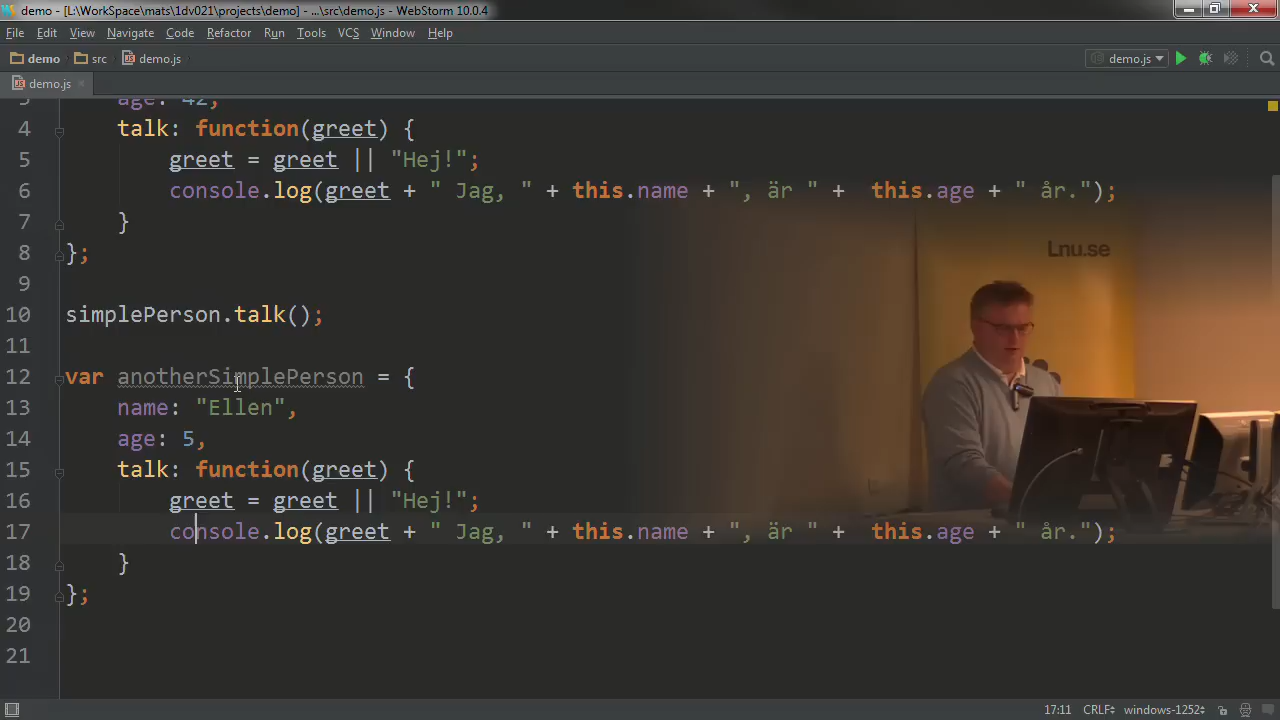 demo - [L:\WorkSpace\mats\1dv021\projects\demo] - ...\src\demo.js - WebStorm 10.0.4
File Edit View Navigate Code Refactor Run Tools VCS Window Help
demo src demo.js demo.js
demo.js
3 age: 42,
4 talk: function(greet) {
5 greet = greet || "Hej!";
6 console.log(greet + " Jag, " + this.name + ", är " +  this.age + " år.");
7 }
8 };
9
10 simplePerson.talk();
11
12 var anotherSimplePerson = {
13 name: "Ellen",
14 age: 5,
15 talk: function(greet) {
16 greet = greet || "Hej!";
17 console.log(greet + " Jag, " + this.name + ", är " +  this.age + " år.");
18 }
19 };
20
21
Lnu.se
17:11 CRLF windows-1252